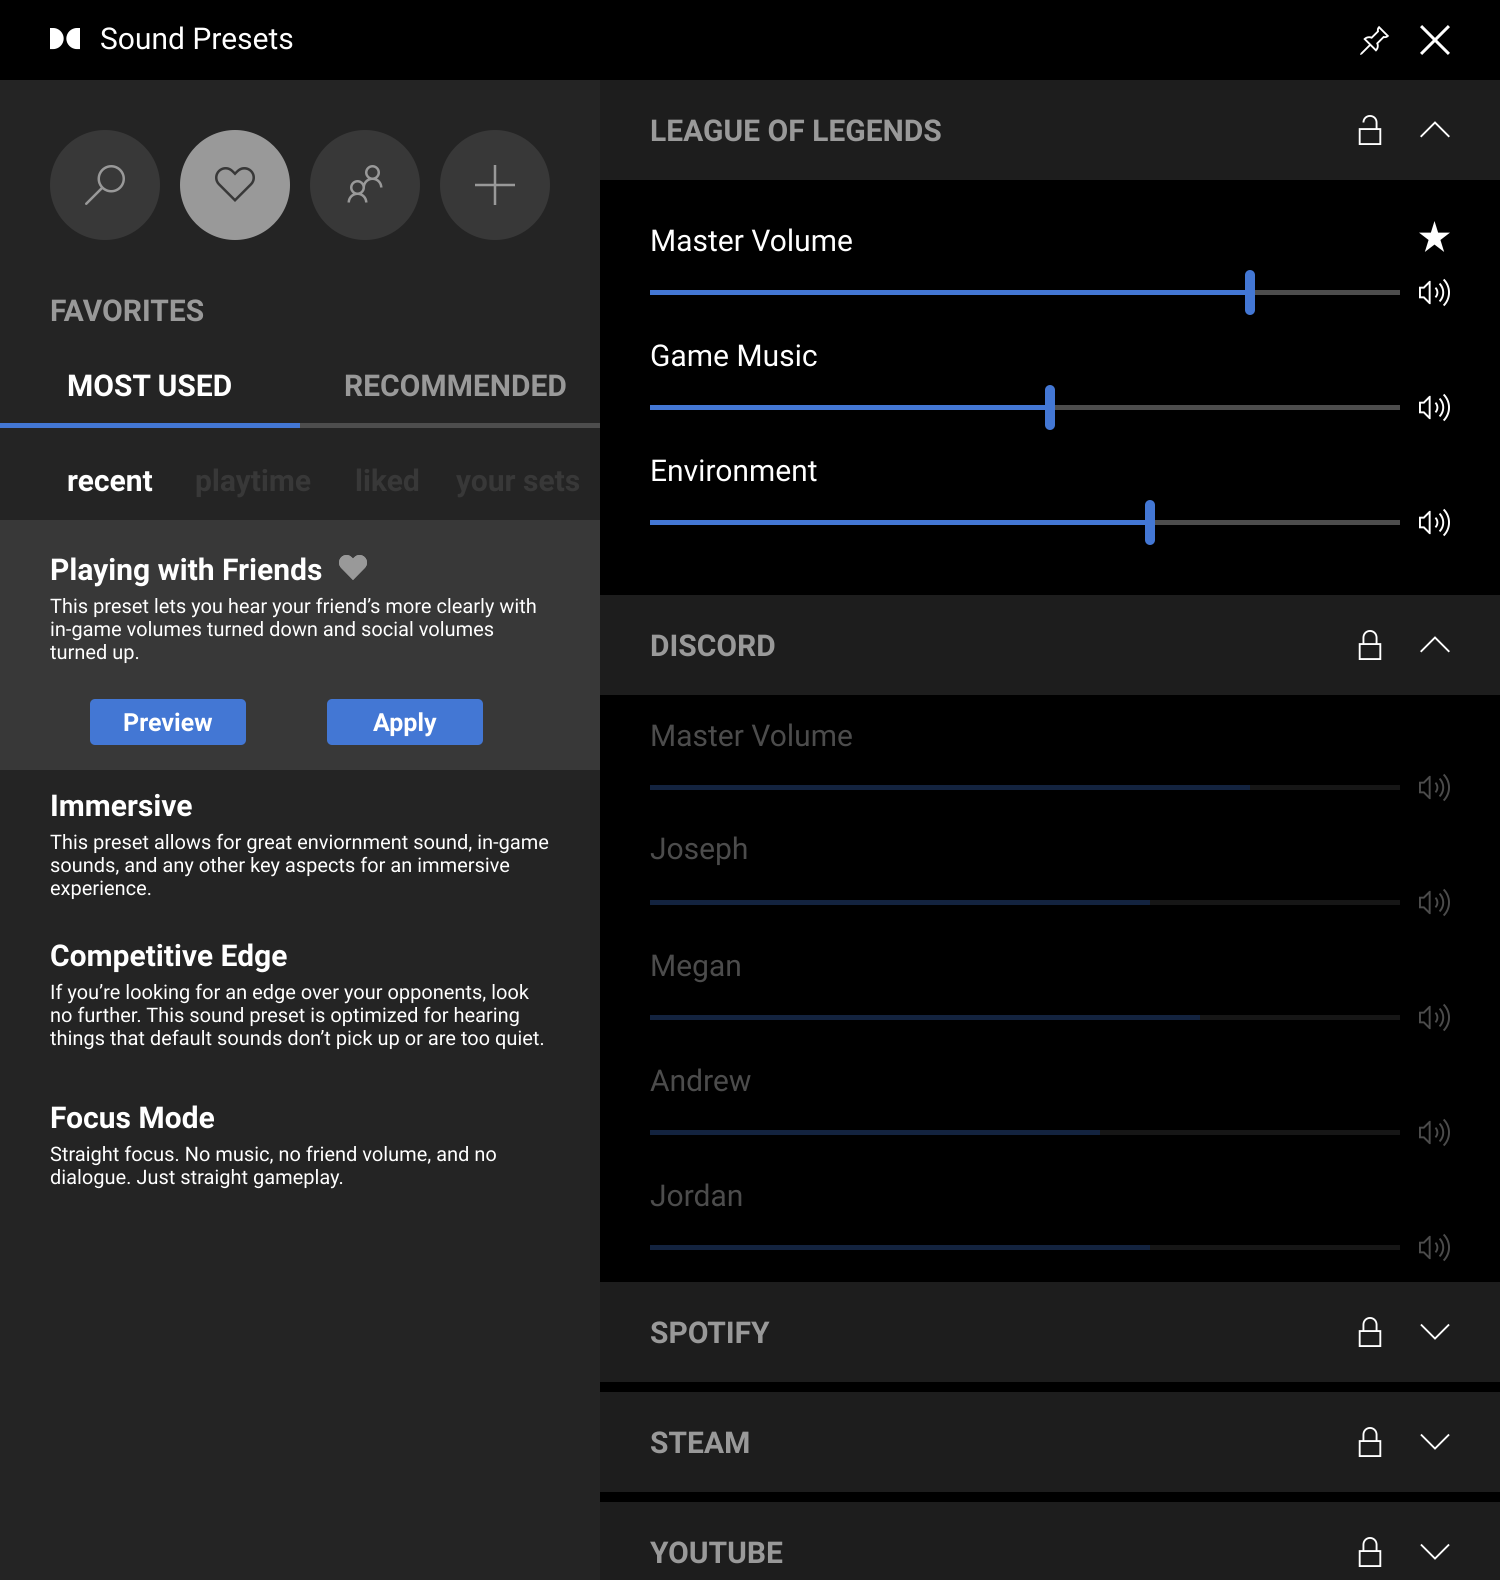 Sound Presets
FAVORITES
MOST USED
RECOMMENDED
recent
playtime
liked
your sets
Playing with Friends
This preset lets you hear your friend’s more clearly with
in-game volumes turned down and social volumes
turned up.
Preview
Apply
Immersive
This preset allows for great enviornment sound, in-game
sounds, and any other key aspects for an immersive
experience.
Competitive Edge
If you’re looking for an edge over your opponents, look
no further. This sound preset is optimized for hearing
things that default sounds don’t pick up or are too quiet.
Focus Mode
Straight focus. No music, no friend volume, and no
dialogue. Just straight gameplay.
LEAGUE OF LEGENDS
Master Volume
Game Music
Environment
DISCORD
Master Volume
Joseph
Megan
Andrew
Jordan
SPOTIFY
STEAM
YOUTUBE